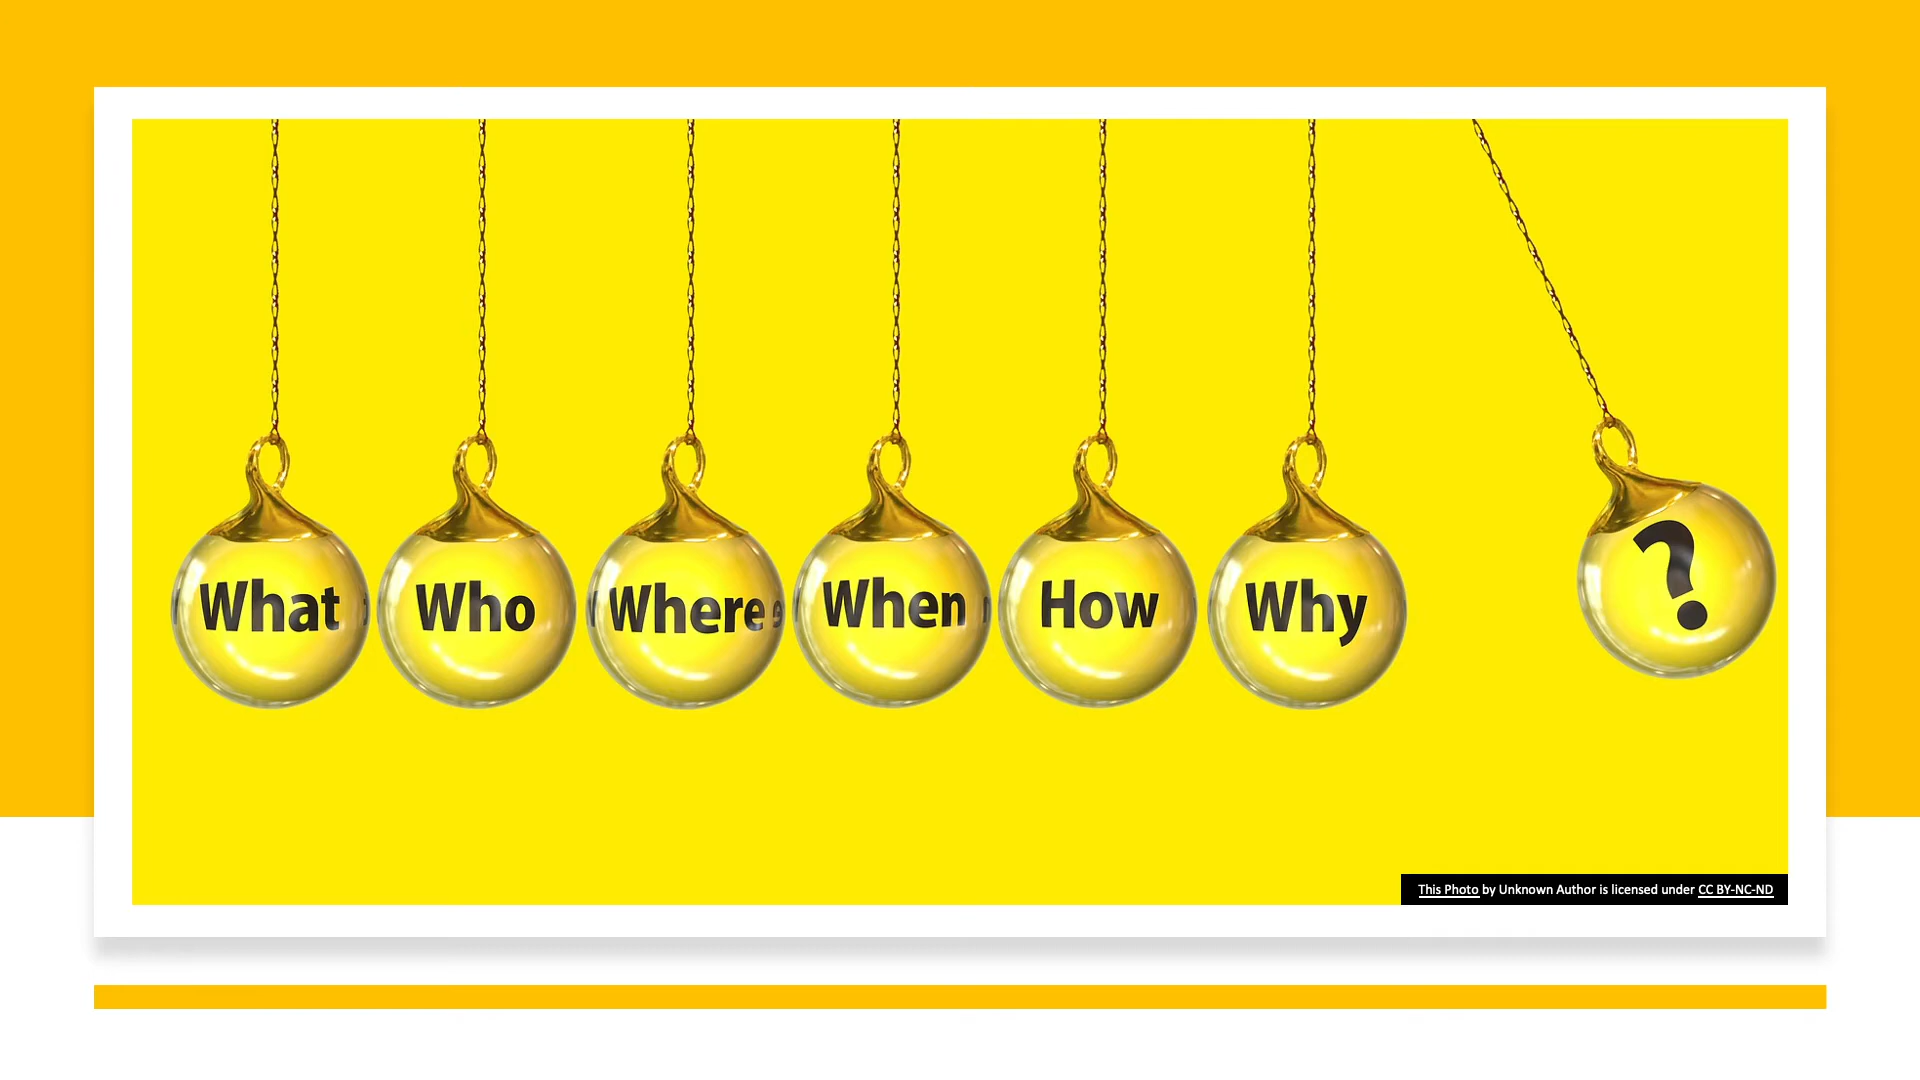 What Who Where When How Why ?
This Photo by Unknown Author is licensed under CC BY-NC-ND